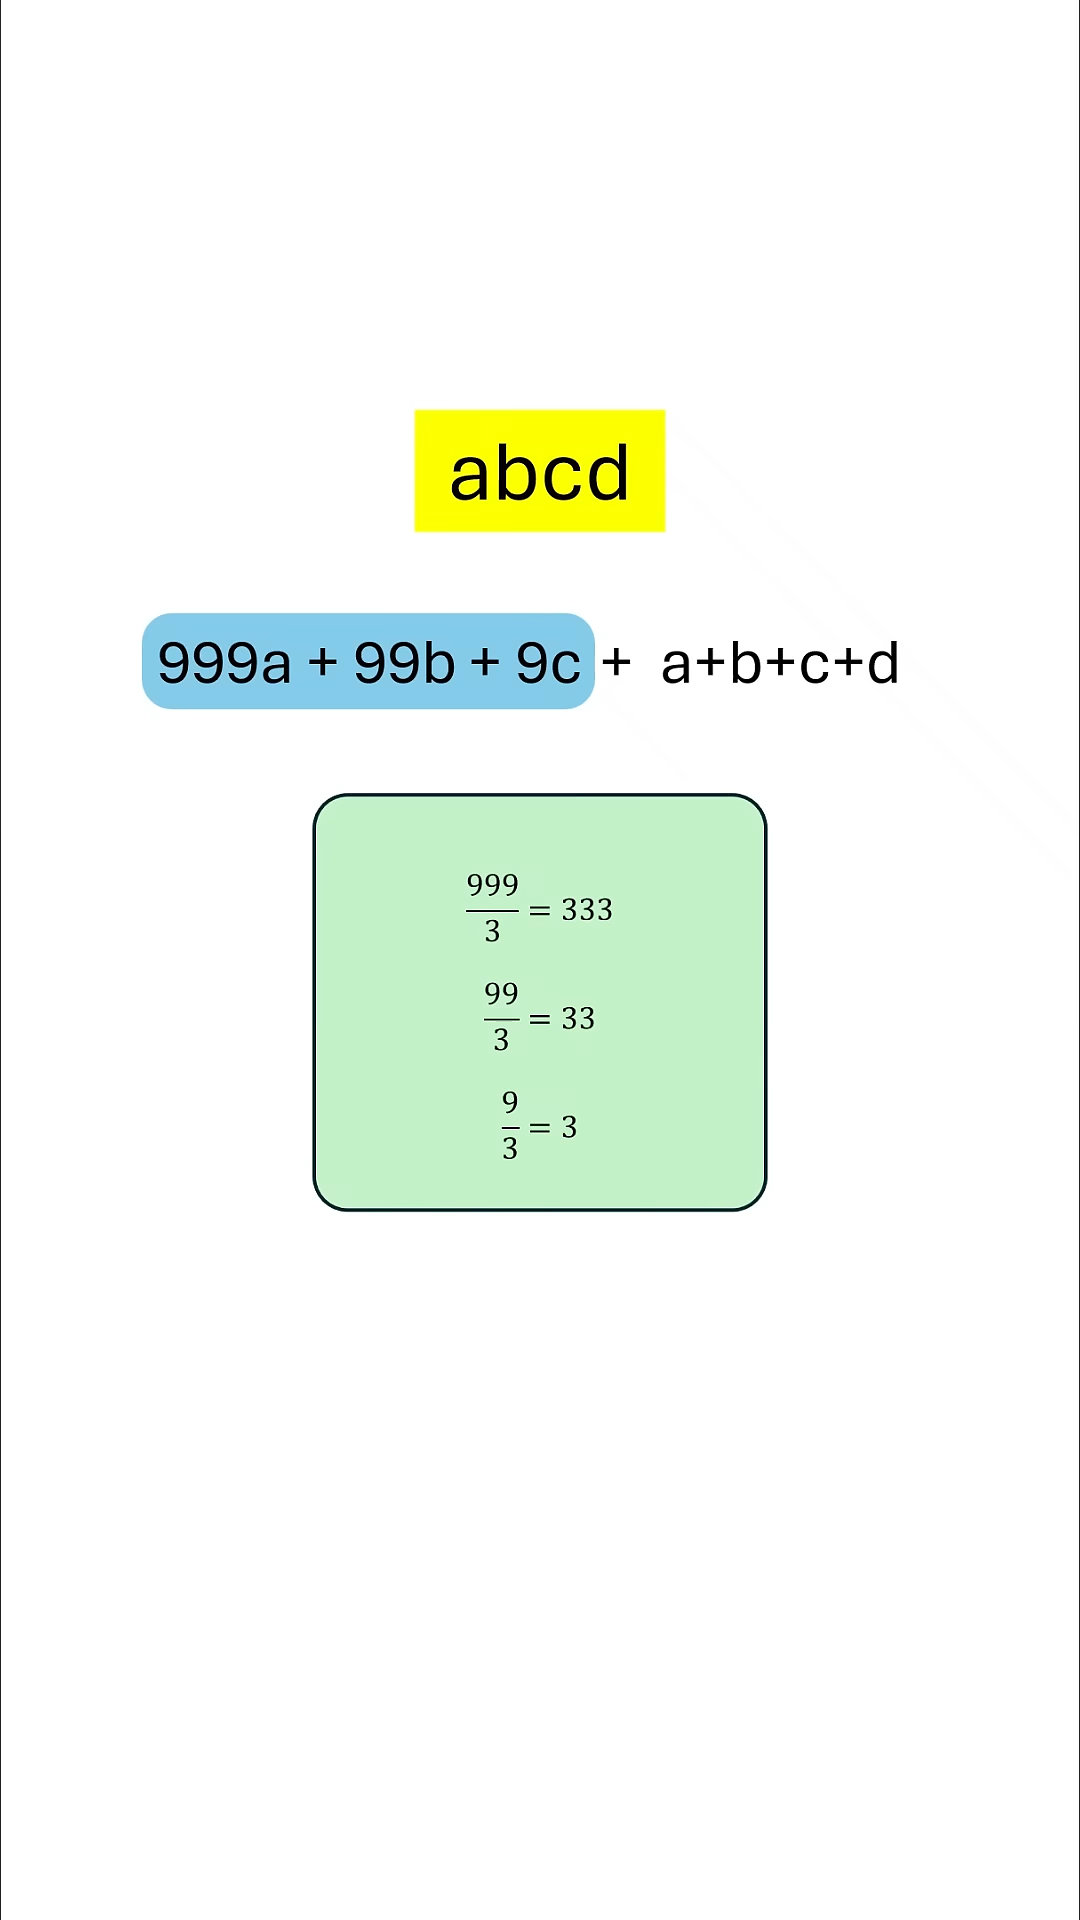 abcd
999a + 99b + 9c + a+b+c+d
999/3 = 333
99/3 = 33
9/3 = 3